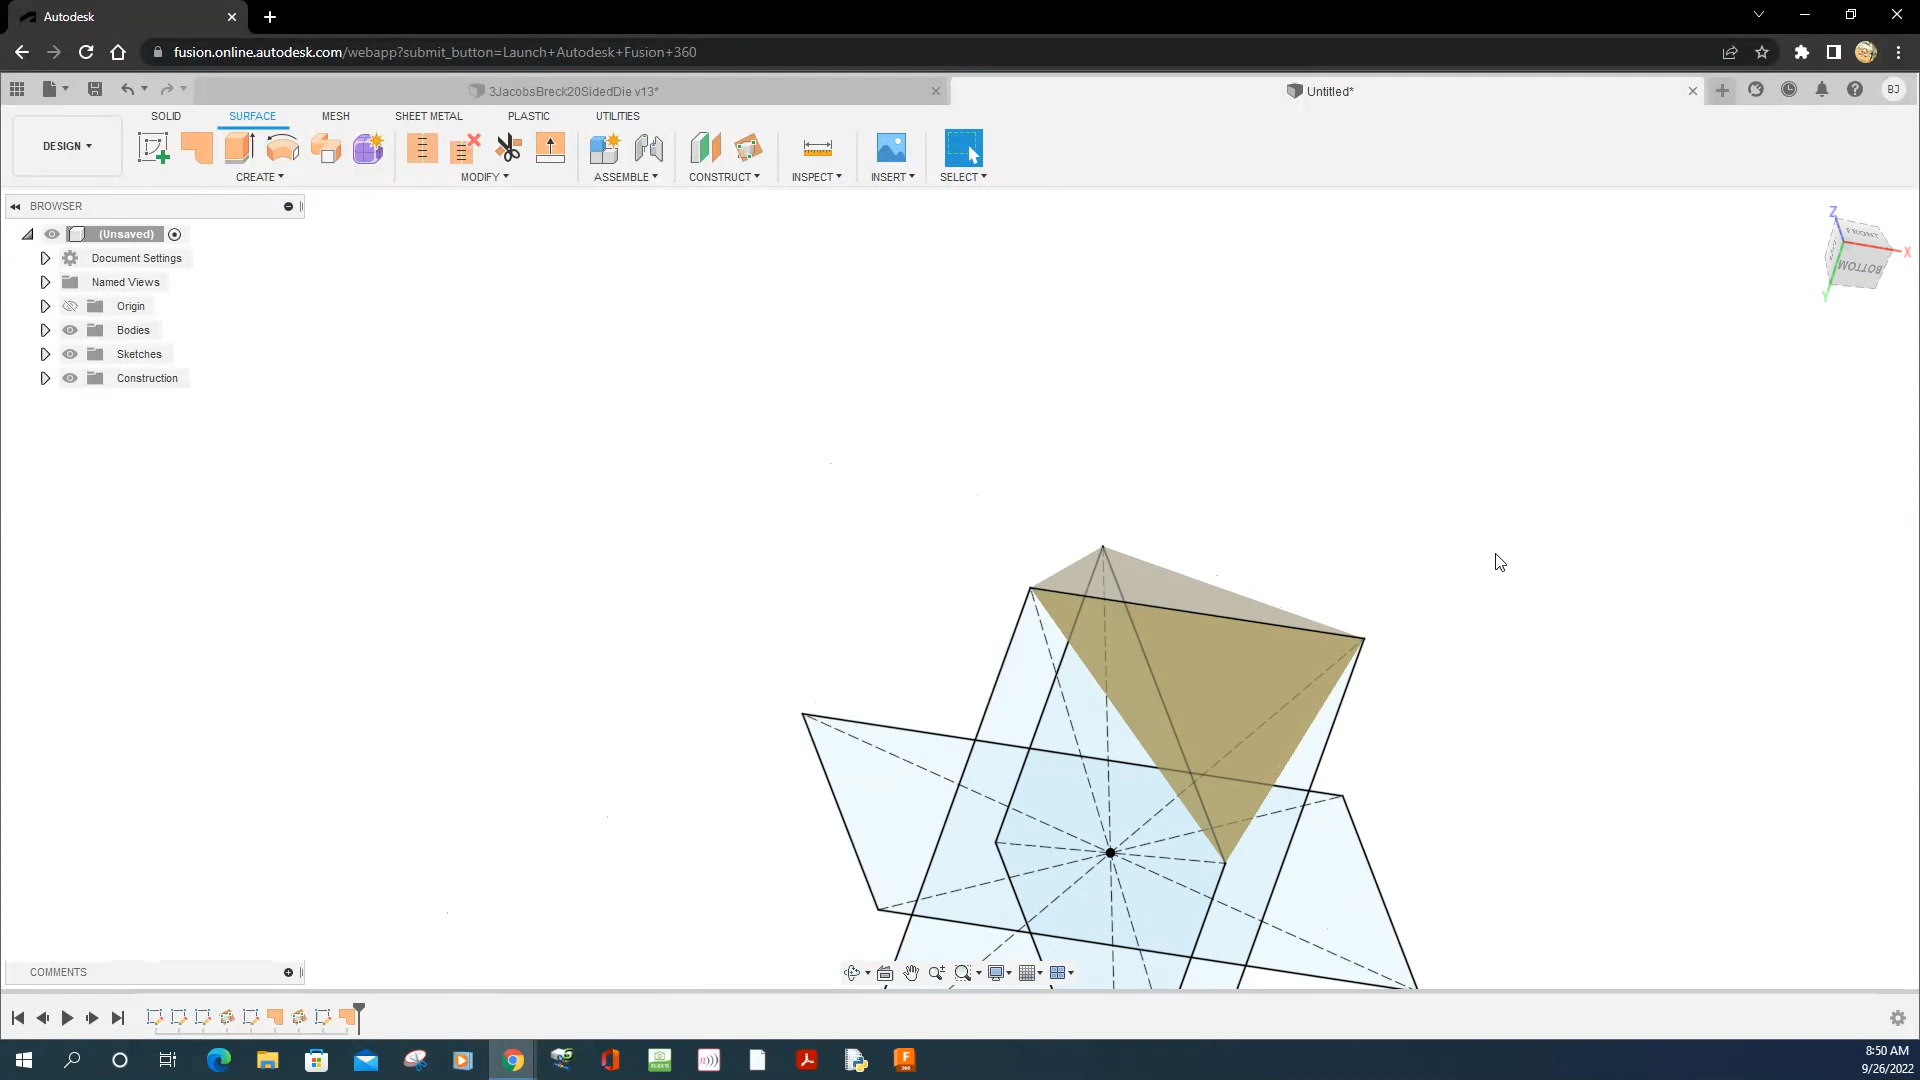 Autodesk
fusion.online.autodesk.com/webapp?submit_button=Launch+Autodesk+Fusion+360
3JacobsBreck20SidedDie v13*
Untitled*
BJ
SOLID SURFACE MESH SHEET METAL PLASTIC UTILITIES
DESIGN
CREATE MODIFY ASSEMBLE CONSTRUCT INSPECT INSERT SELECT
BROWSER
(Unsaved)
Document Settings
Named Views
Origin
Bodies
Sketches
Construction
Z
FRONT
X
BOTTOM
Y
COMMENTS
8:50 AM
9/26/2022